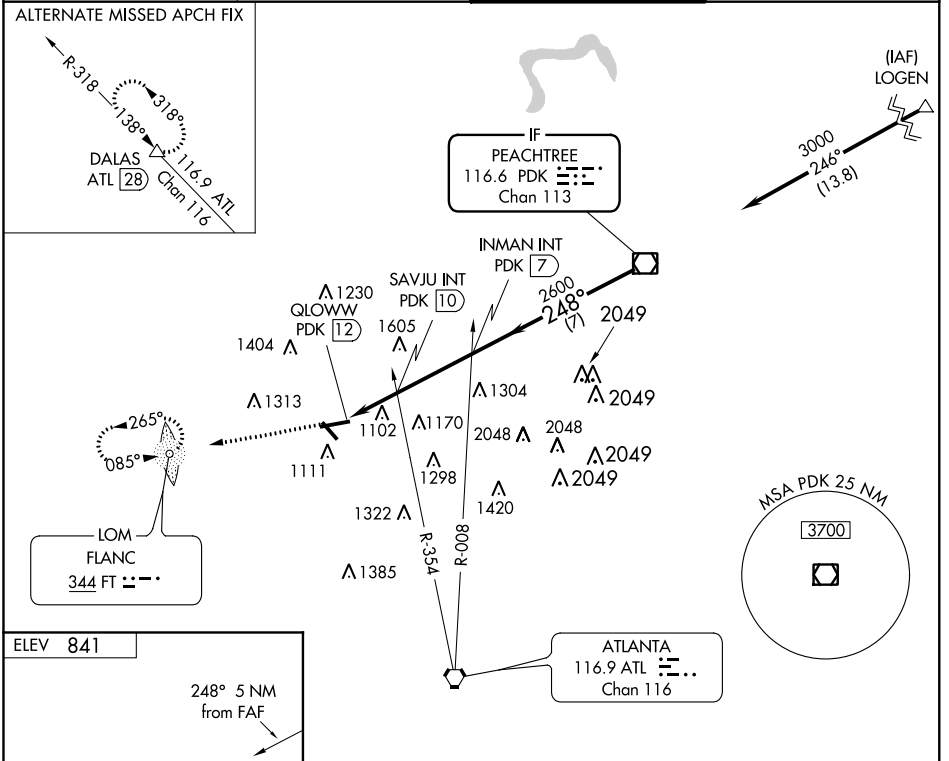 ALTERNATE MISSED APCH FIX
R-318
318°
138°
DALAS
ATL 28
116.9 ATL
Chan 116
(IAF)
LOGEN
3000
246°
(13.8)
IF
PEACHTREE
116.6 PDK
Chan 113
INMAN INT
PDK 7
SAVJU INT
PDK 10
QLOWW
PDK 12
2600
248°
(7)
1230
1605
1404
1313
1304
2049
2049
1102
1170
2048
2048
2049
2049
1111
1298
1420
1322
1385
265°
085°
LOM
FLANC
344 FT
R-354
R-008
MSA PDK 25 NM
3700
ATLANTA
116.9 ATL
Chan 116
ELEV 841
248° 5 NM
from FAF